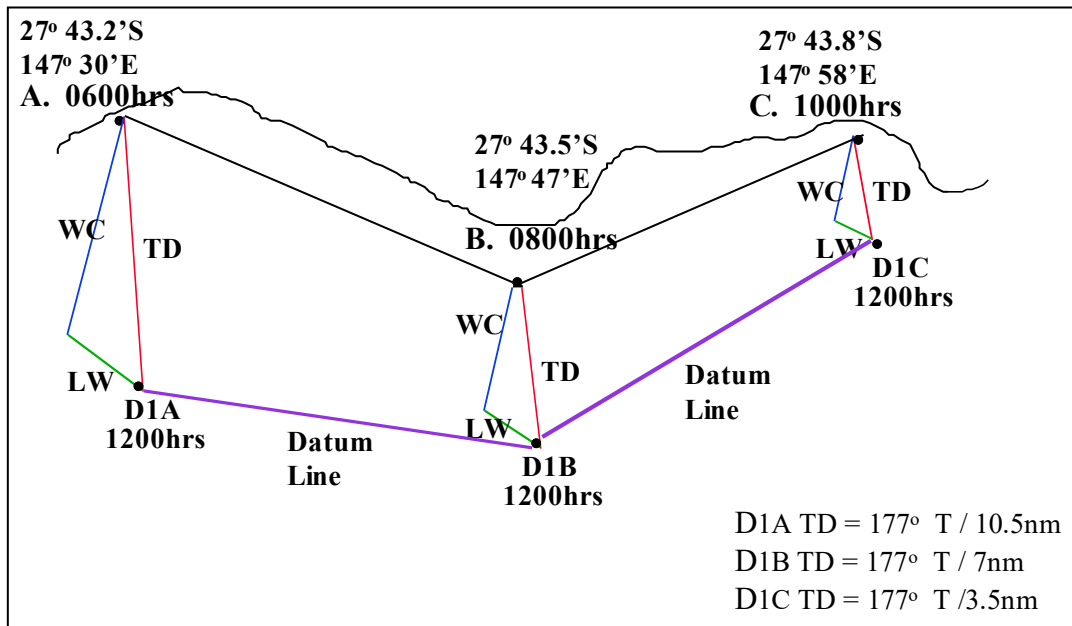 27º 43.2’S
147º 30’E
A. 0600hrs
27º 43.5’S
147º 47’E
B. 0800hrs
27º 43.8’S
147º 58’E
C. 1000hrs
WC
TD
LW
D1A
1200hrs
Datum
Line
WC
TD
LW
D1B
1200hrs
Datum
Line
WC
TD
LW
D1C
1200hrs
D1A TD = 177º T / 10.5nm
D1B TD = 177º T / 7nm
D1C TD = 177º T /3.5nm